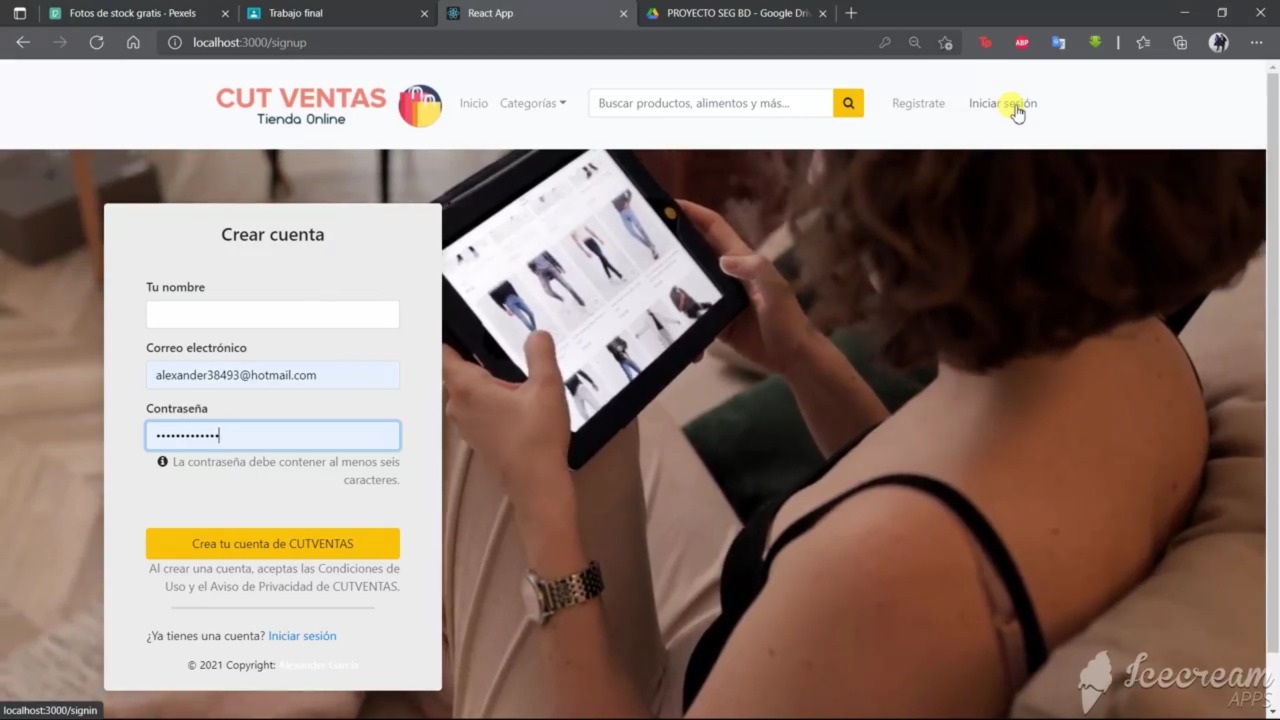 Fotos de stock gratis · Pexels
Trabajo final
React App
PROYECTO SEG BD - Google Driv
localhost:3000/signup
ABP
CUT VENTAS
Tienda Online
Inicio
Categorías
Buscar productos, alimentos y más...
Registrate
Iniciar sesión
Crear cuenta
Tu nombre
Correo electrónico
alexander38493@hotmail.com
Contraseña
•••••••••••••
La contraseña debe contener al menos seis
caracteres.
Crea tu cuenta de CUTVENTAS
Al crear una cuenta, aceptas las Condiciones de
Uso y el Aviso de Privacidad de CUTVENTAS.
¿Ya tienes una cuenta? Iniciar sesión
© 2021 Copyright: Alexander García
localhost:3000/signin
Icecream
APPS